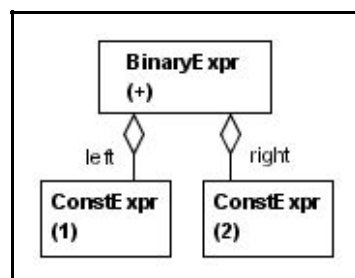 BinaryExpr
(+)
left
right
ConstExpr
(1)
ConstExpr
(2)